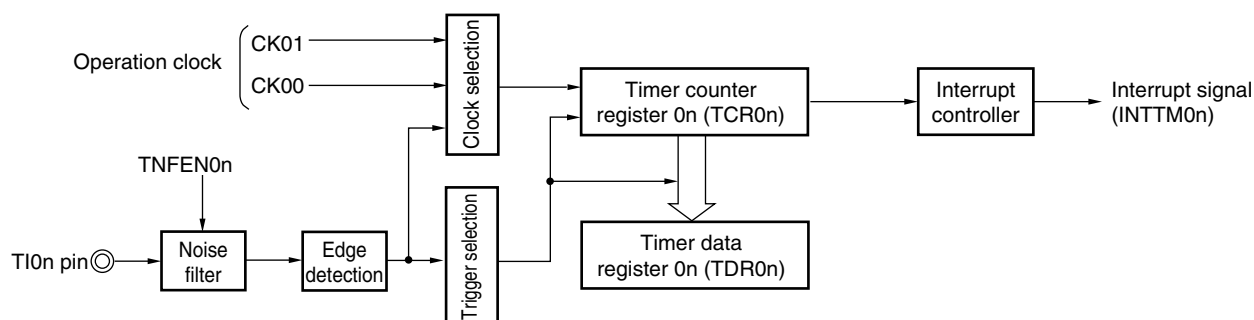 Operation clock
CK01
CK00
Clock selection
Timer counter
register 0n (TCR0n)
Interrupt
controller
Interrupt signal
(INTTM0n)
TNFEN0n
TI0n pin
Noise
filter
Edge
detection
Trigger selection
Timer data
register 0n (TDR0n)